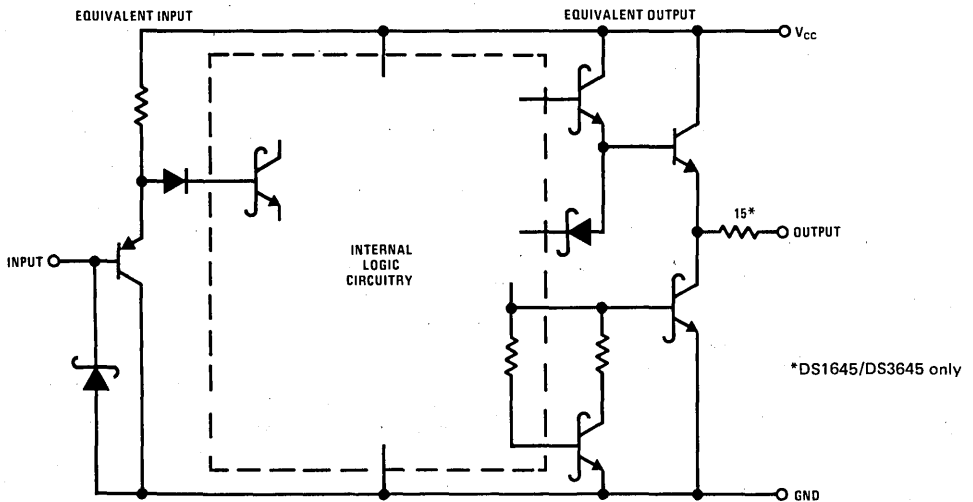 EQUIVALENT INPUT
EQUIVALENT OUTPUT
VCC
15*
OUTPUT
INPUT
INTERNAL
LOGIC
CIRCUITRY
*DS1645/DS3645 only
GND